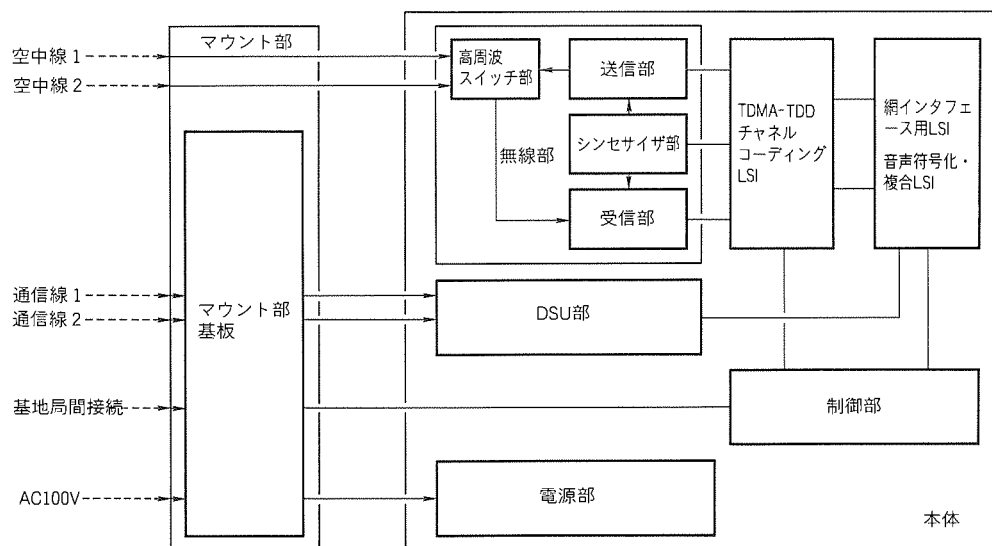 マウント部
空中線1
空中線2
高周波
スイッチ部
送信部
シンセサイザ部
無線部
受信部
TDMA-TDD
チャネル
コーディング
LSI
網インタフェ
ース用LSI
音声符号化・
複合LSI
通信線1
通信線2
マウント部
基板
DSU部
基地局間接続
制御部
AC100V
電源部
本体